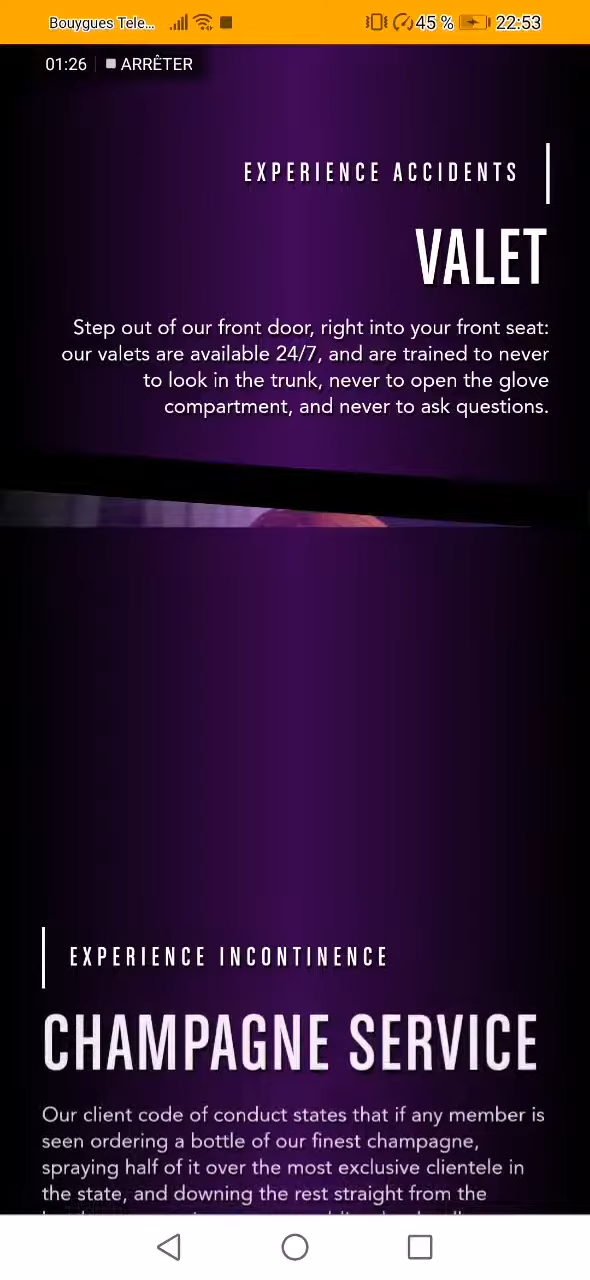 Bouygues Tele... 45 % 22:53
01:26 ARRÊTER
EXPERIENCE ACCIDENTS
VALET
Step out of our front door, right into your front seat:
our valets are available 24/7, and are trained to never
to look in the trunk, never to open the glove
compartment, and never to ask questions.
EXPERIENCE INCONTINENCE
CHAMPAGNE SERVICE
Our client code of conduct states that if any member is
seen ordering a bottle of our finest champagne,
spraying half of it over the most exclusive clientele in
the state, and downing the rest straight from the